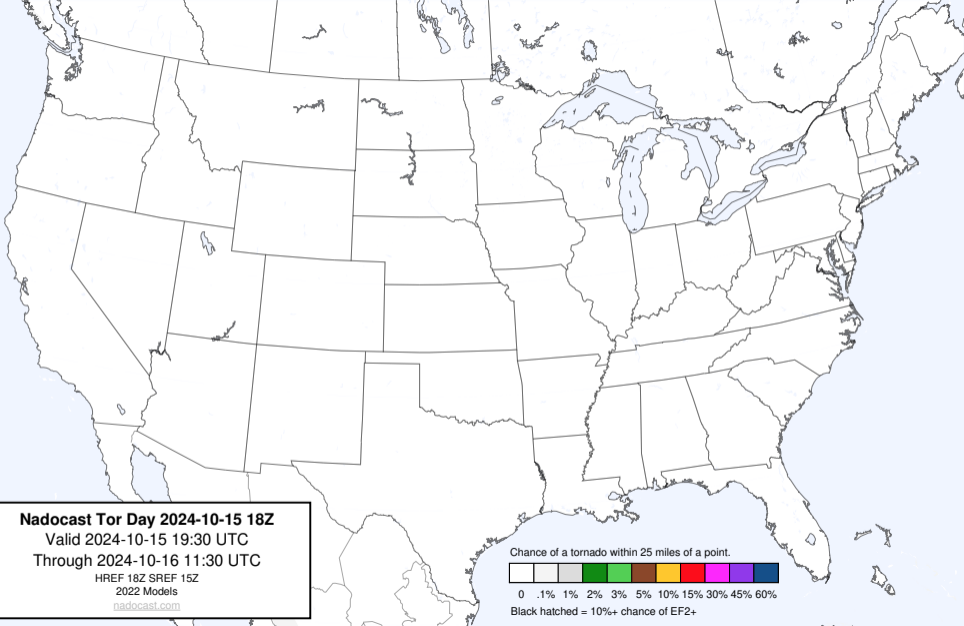 Nadocast Tor Day 2024-10-15 18Z
Valid 2024-10-15 19:30 UTC
Through 2024-10-16 11:30 UTC
HREF 18Z SREF 15Z
2022 Models
nadocast.com
Chance of a tornado within 25 miles of a point.
0 .1% 1% 2% 3% 5% 10% 15% 30% 45% 60%
Black hatched = 10%+ chance of EF2+